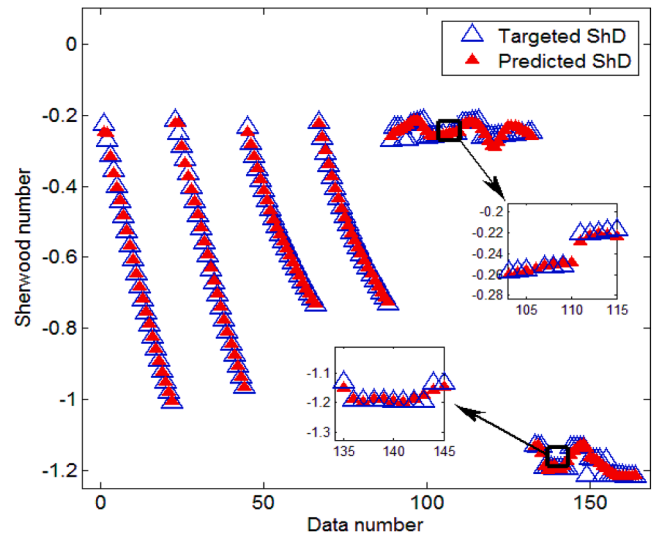 0
Targeted ShD
Predicted ShD
-0.2
-0.4
-0.6
-0.8
-1
-1.2
Sherwood number
-0.2
-0.22
-0.24
-0.26
-0.28
105 110 115
-1.1
-1.2
-1.3
135 140 145
0 50 100 150
Data number